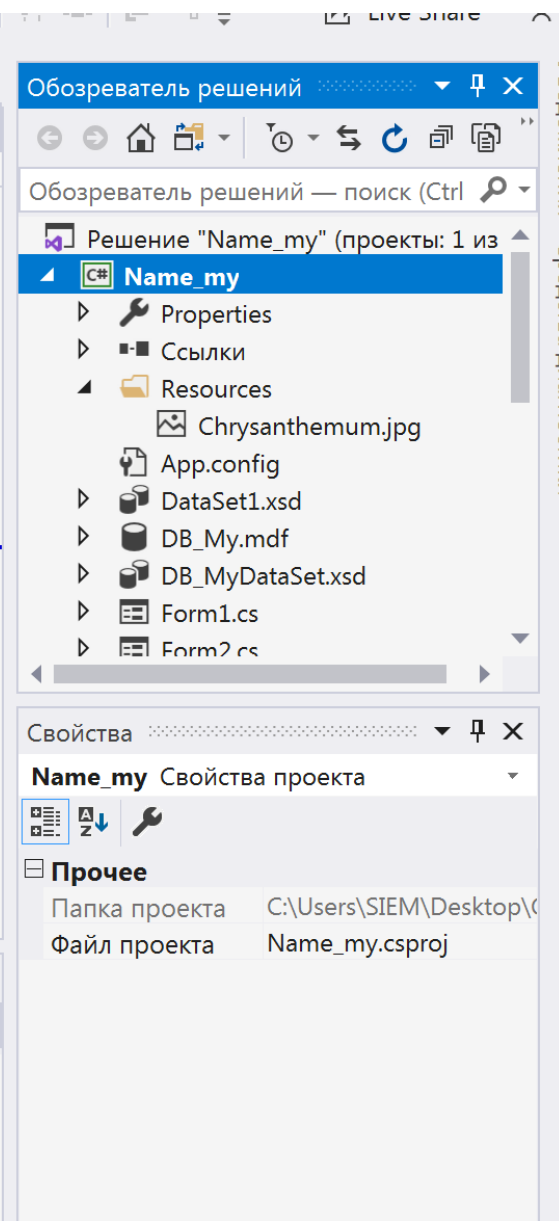 Live Share
Обозреватель решений
Обозреватель решений — поиск (Ctrl
Решение "Name_my" (проекты: 1 из
C# Name_my
Properties
Ссылки
Resources
Chrysanthemum.jpg
App.config
DataSet1.xsd
DB_My.mdf
DB_MyDataSet.xsd
Form1.cs
Form2.cs
Свойства
Name_my Свойства проекта
Прочее
Папка проекта C:\Users\SIEM\Desktop\
Файл проекта Name_my.csproj